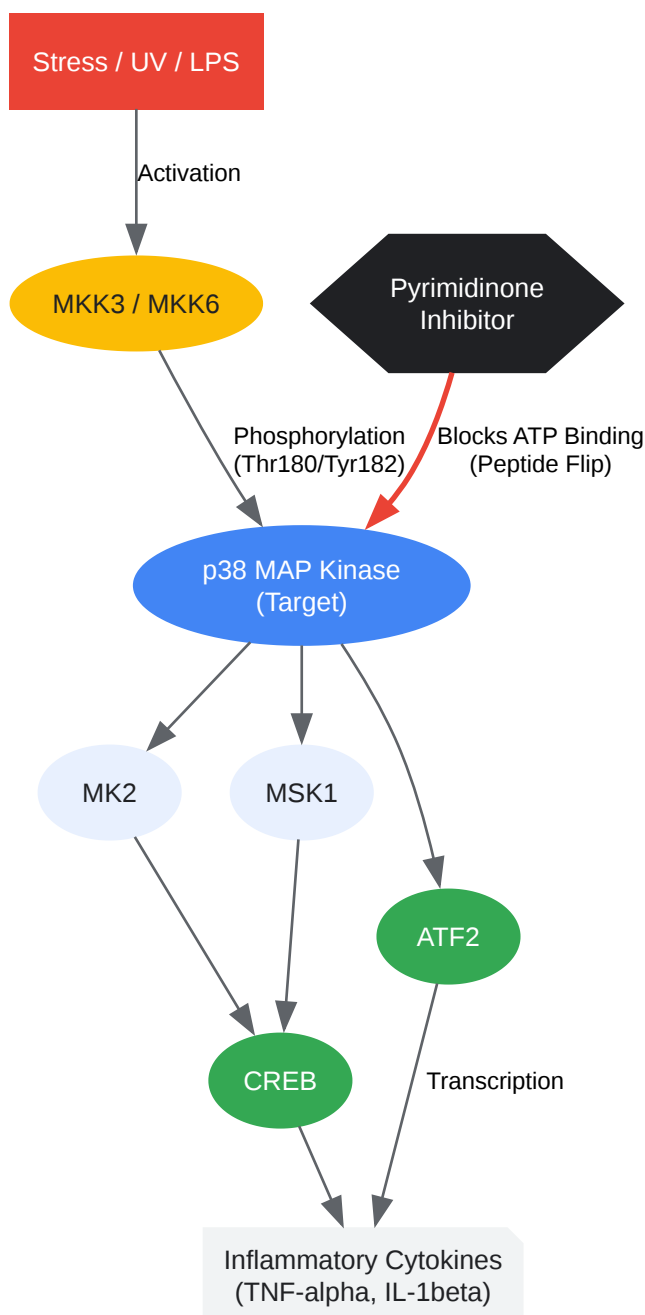 Stress / UV / LPS
Activation
MKK3 / MKK6
Pyrimidinone
Inhibitor
Phosphorylation
(Thr180/Tyr182)
Blocks ATP Binding
(Peptide Flip)
p38 MAP Kinase
(Target)
MK2
MSK1
ATF2
CREB
Transcription
Inflammatory Cytokines
(TNF-alpha, IL-1beta)